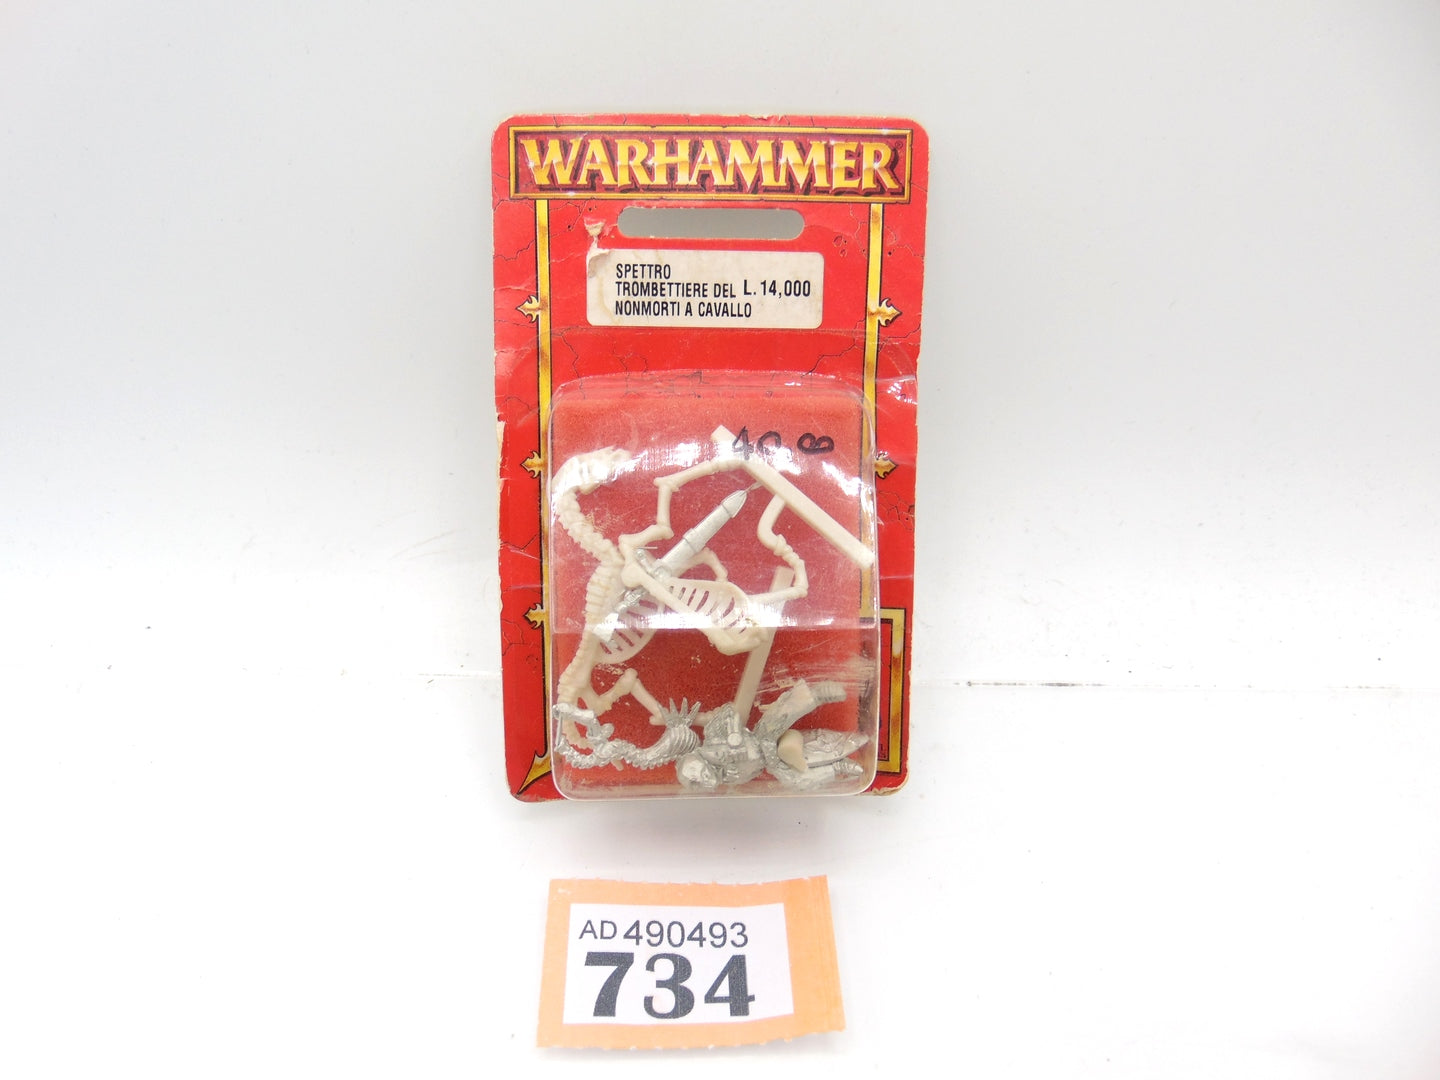 WARHAMMER
SPETTRO
TROMBETTIERE DEL L.14,000
NONMORTI A CAVALLO
AD 490493
734